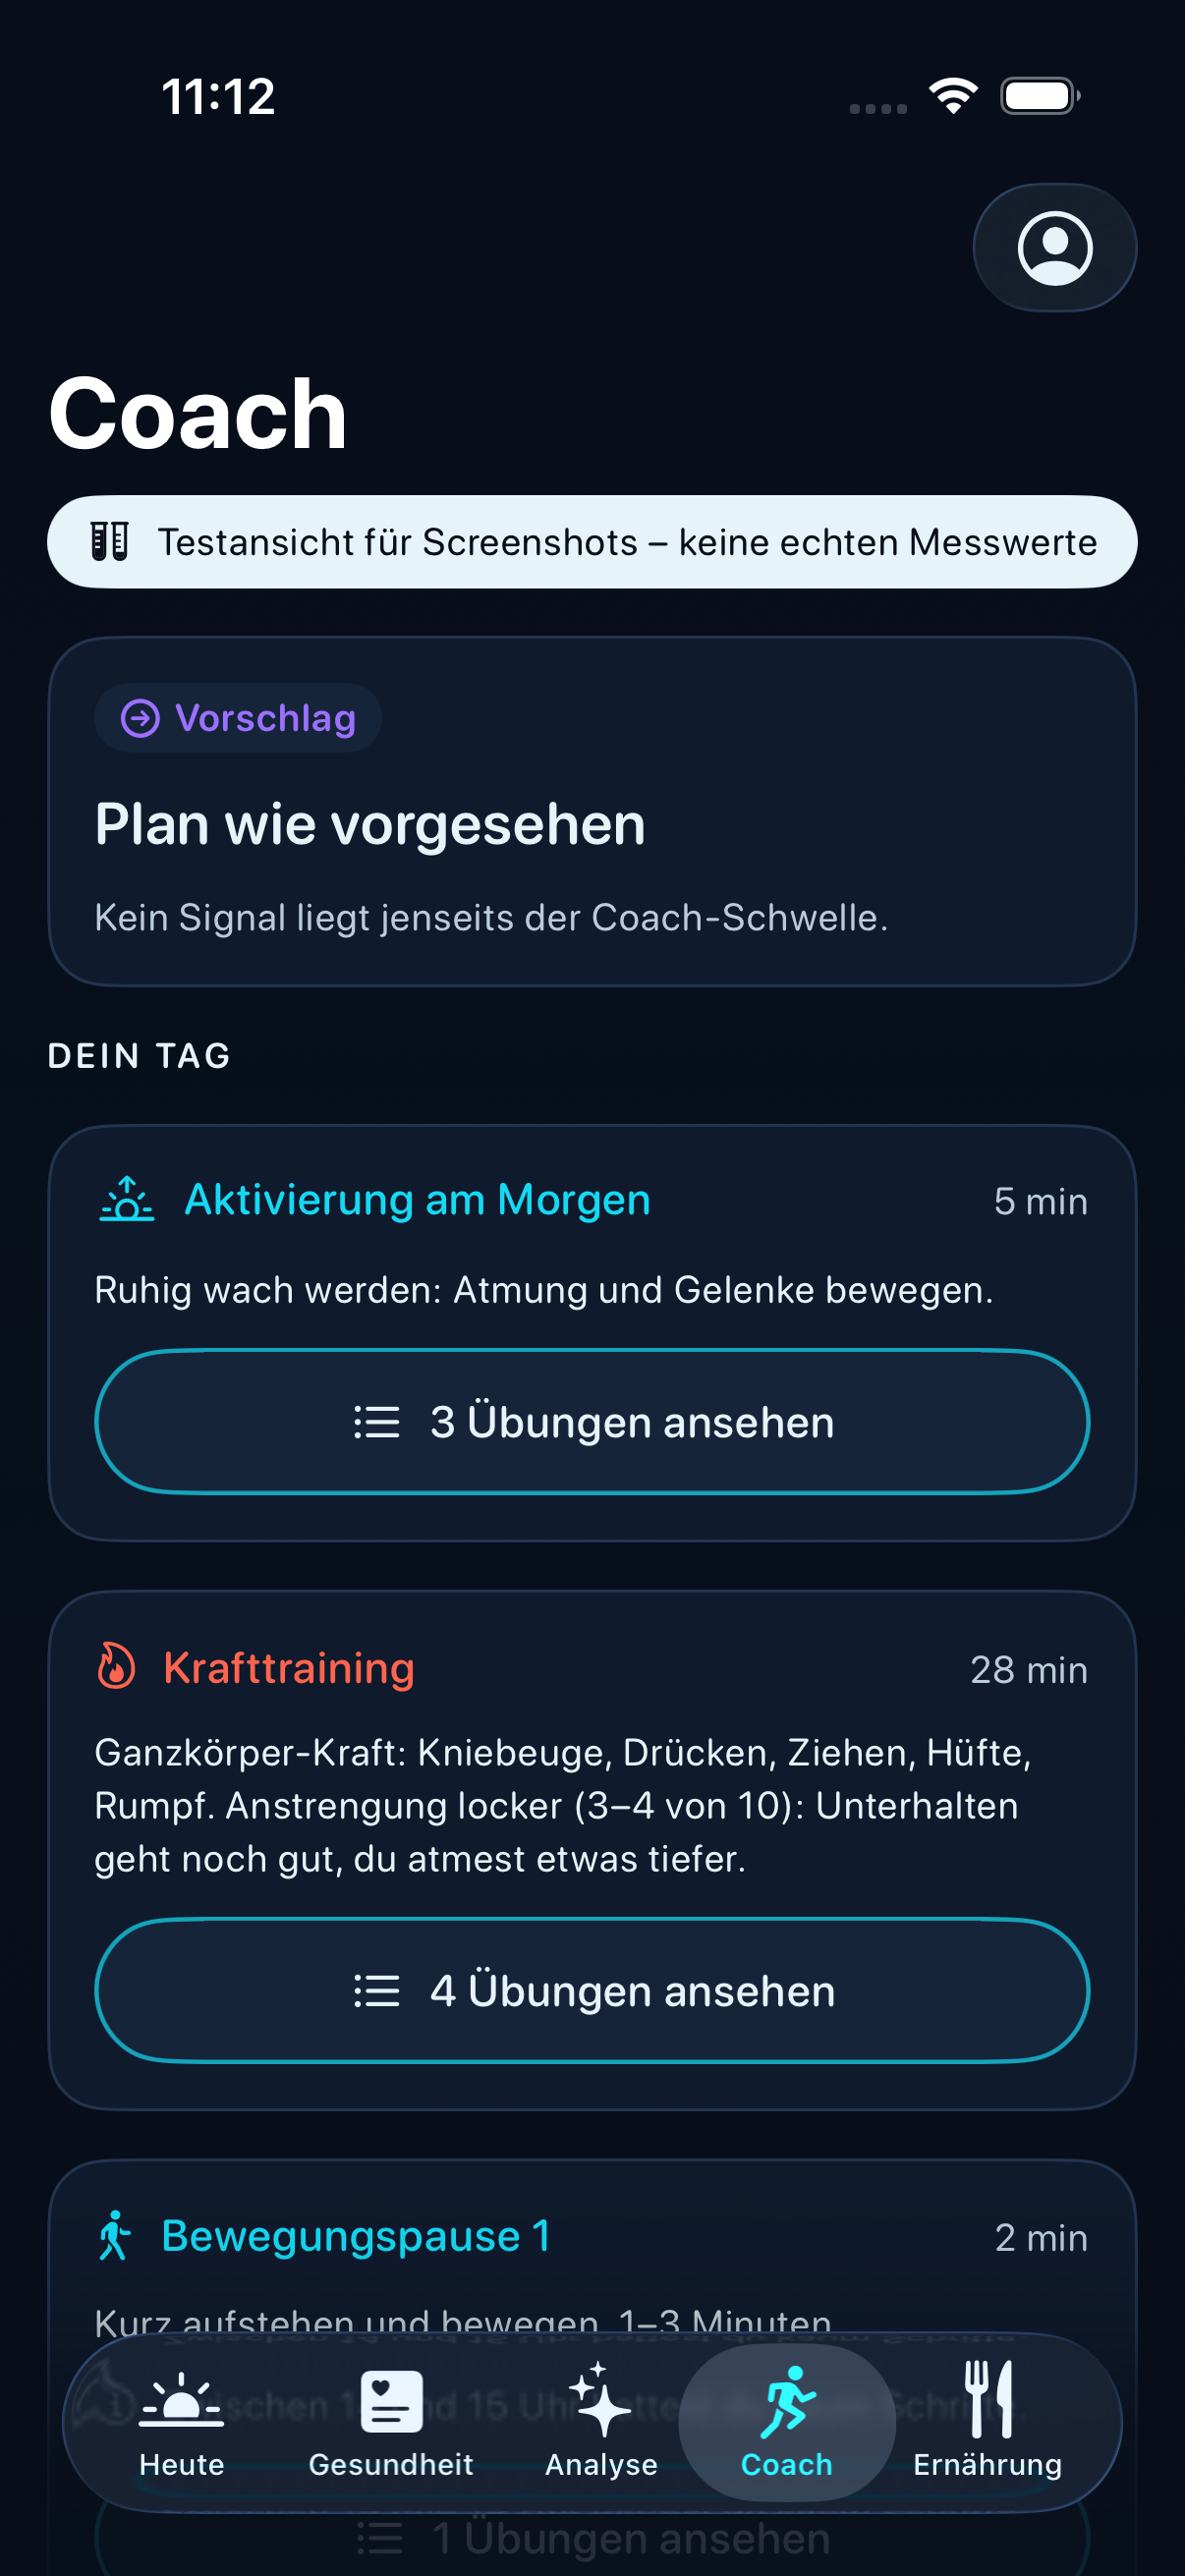 11:12
Coach
Testansicht für Screenshots – keine echten Messwerte
Vorschlag
Plan wie vorgesehen
Kein Signal liegt jenseits der Coach-Schwelle.
DEIN TAG
Aktivierung am Morgen
5 min
Ruhig wach werden: Atmung und Gelenke bewegen.
3 Übungen ansehen
Krafttraining
28 min
Ganzkörper-Kraft: Kniebeuge, Drücken, Ziehen, Hüfte,
Rumpf. Anstrengung locker (3–4 von 10): Unterhalten
geht noch gut, du atmest etwas tiefer.
4 Übungen ansehen
Bewegungspause 1
2 min
Kurz aufstehen und bewegen, 1–3 Minuten
Heute
Gesundheit
Analyse
Coach
Ernährung
1 Übungen ansehen